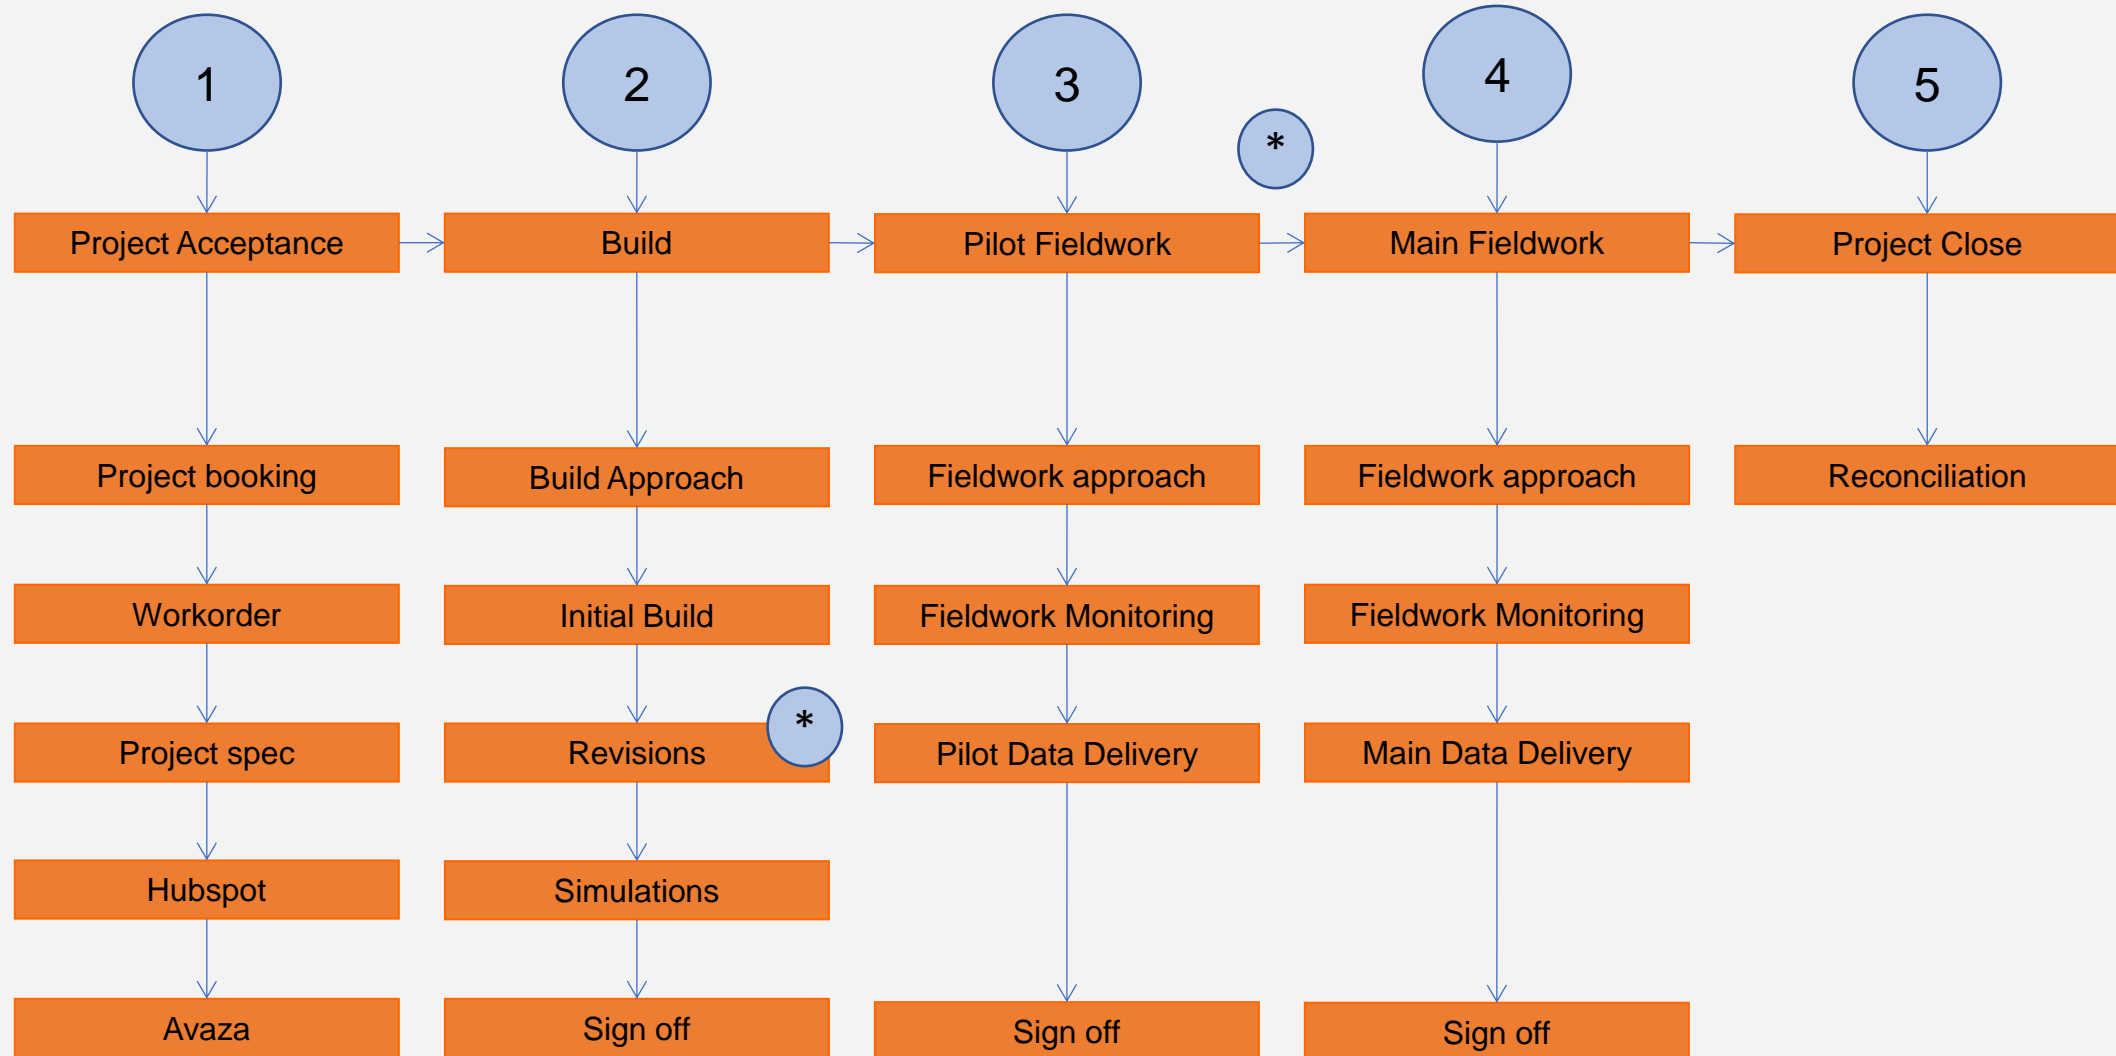 1
2
3
4
5
*
Project Acceptance
Build
Pilot Fieldwork
Main Fieldwork
Project Close
Project booking
Build Approach
Fieldwork approach
Fieldwork approach
Reconciliation
Workorder
Initial Build
Fieldwork Monitoring
Fieldwork Monitoring
Project spec
Revisions
*
Pilot Data Delivery
Main Data Delivery
Hubspot
Simulations
Avaza
Sign off
Sign off
Sign off